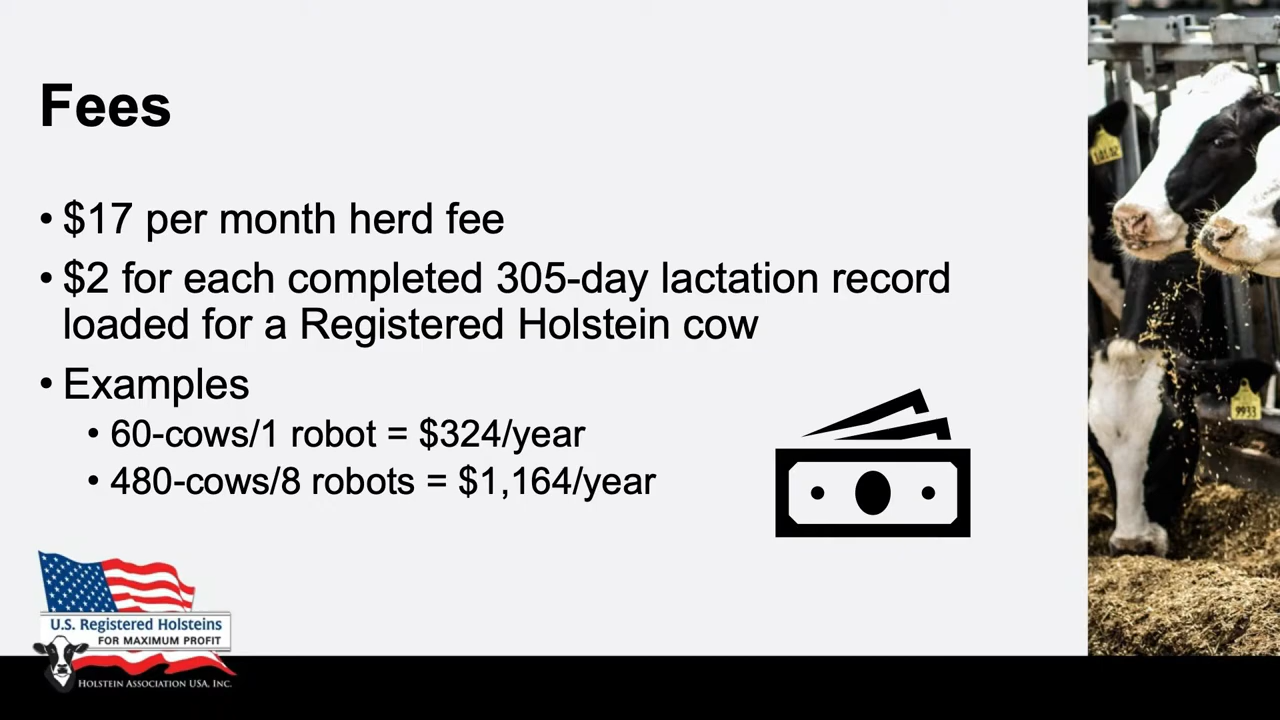 Fees
• $17 per month herd fee
• $2 for each completed 305-day lactation record
loaded for a Registered Holstein cow
• Examples
• 60-cows/1 robot = $324/year
• 480-cows/8 robots = $1,164/year
U.S. Registered Holsteins
FOR MAXIMUM PROFIT
HOLSTEIN ASSOCIATION USA, INC.
9933